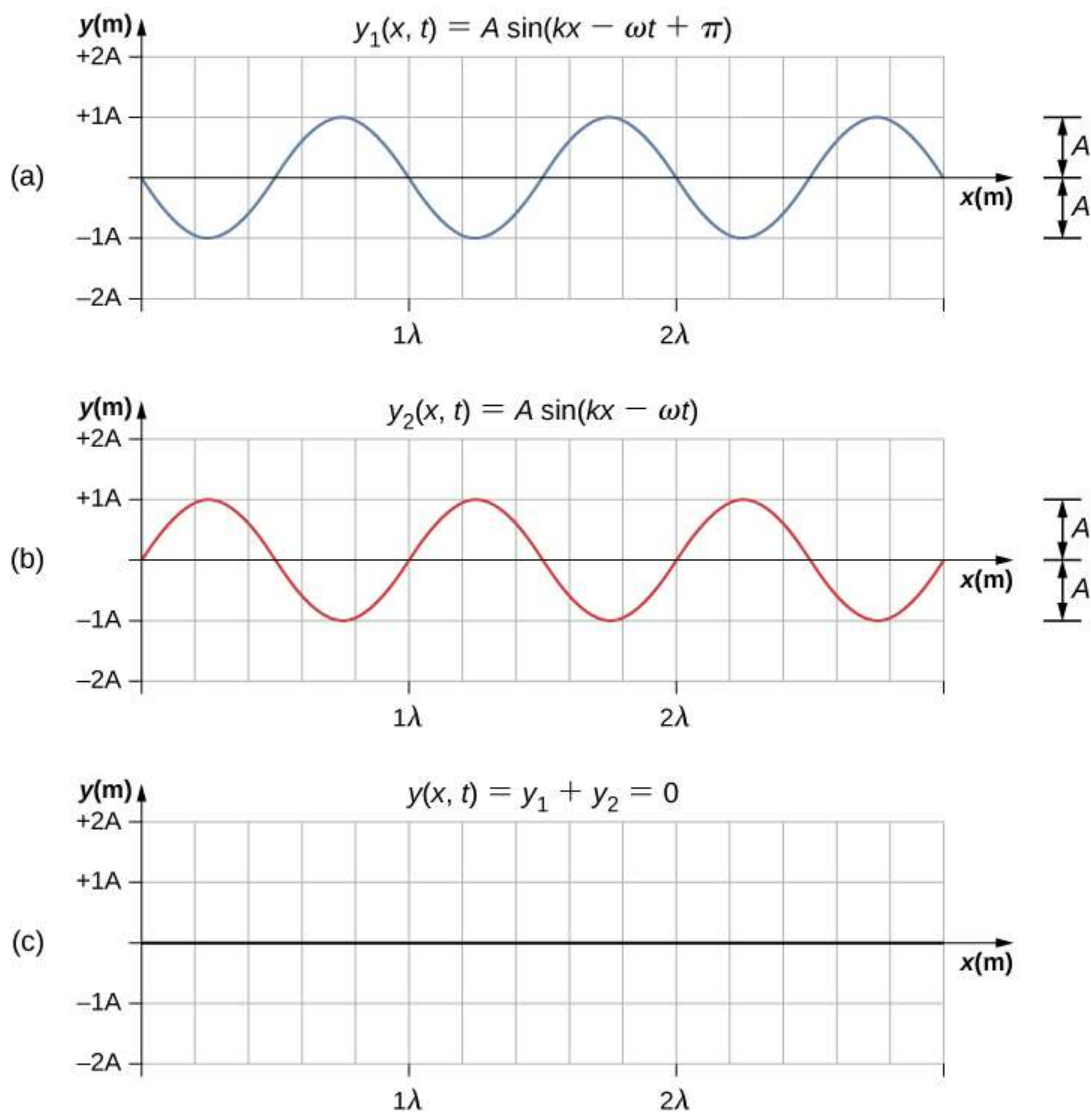 y(m)
y₁(x, t) = A sin(kx − ωt + π)
+2A
+1A
A
(a)
x(m)
A
–1A
–2A
1λ
2λ
y(m)
y₂(x, t) = A sin(kx − ωt)
+2A
+1A
A
(b)
x(m)
A
–1A
–2A
1λ
2λ
y(m)
y(x, t) = y₁ + y₂ = 0
+2A
+1A
(c)
x(m)
–1A
–2A
1λ
2λ